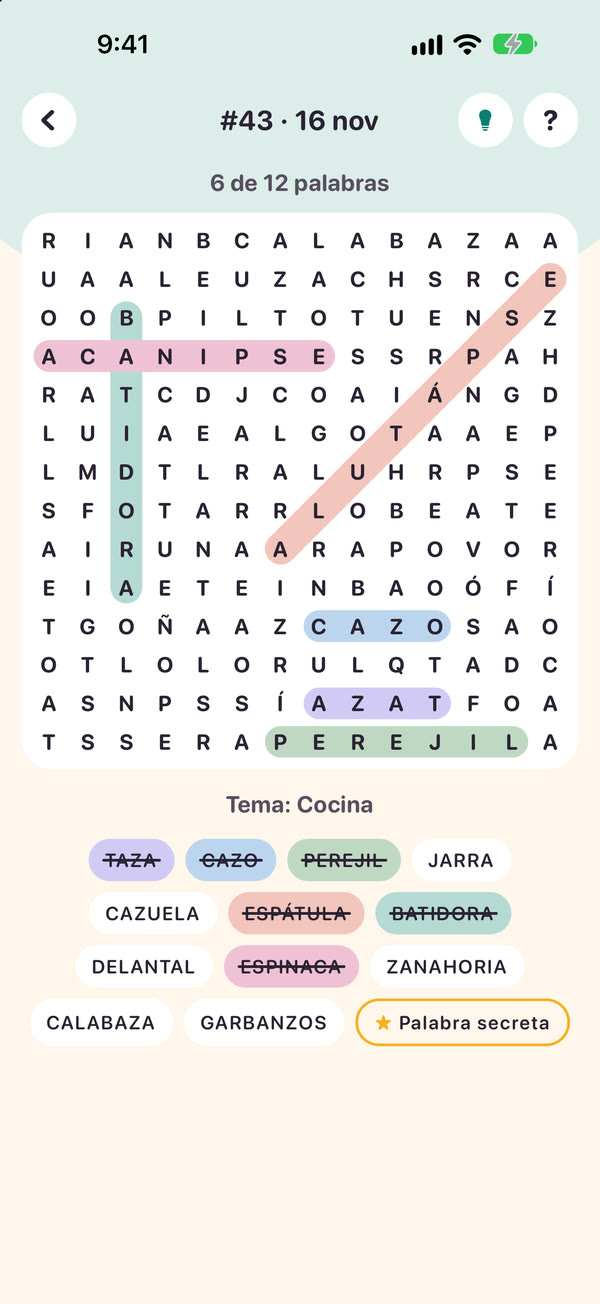 9:41
#43 · 16 nov
?
6 de 12 palabras
R I A N B C A L A B A Z A A
U A A L E U Z A C H S R C E
O O B P I L T O T U E N S Z
A C A N I P S E S S R P A H
R A T C D J C O A I Á N G D
L U I A E A L G O T A A E P
L M D T L R A L U H R P S E
S F O T A R R L O B E A T E
A I R U N A A R A P O V O R
E I A E T E I N B A O Ó F Í
T G O Ñ A A Z C A Z O S A O
O T L O L O R U L Q T A D C
A S N P S S Í A Z A T F O A
T S S E R A P E R E J I L A
Tema: Cocina
TAZA CAZO PEREJIL JARRA
CAZUELA ESPÁTULA BATIDORA
DELANTAL ESPINACA ZANAHORIA
CALABAZA GARBANZOS Palabra secreta